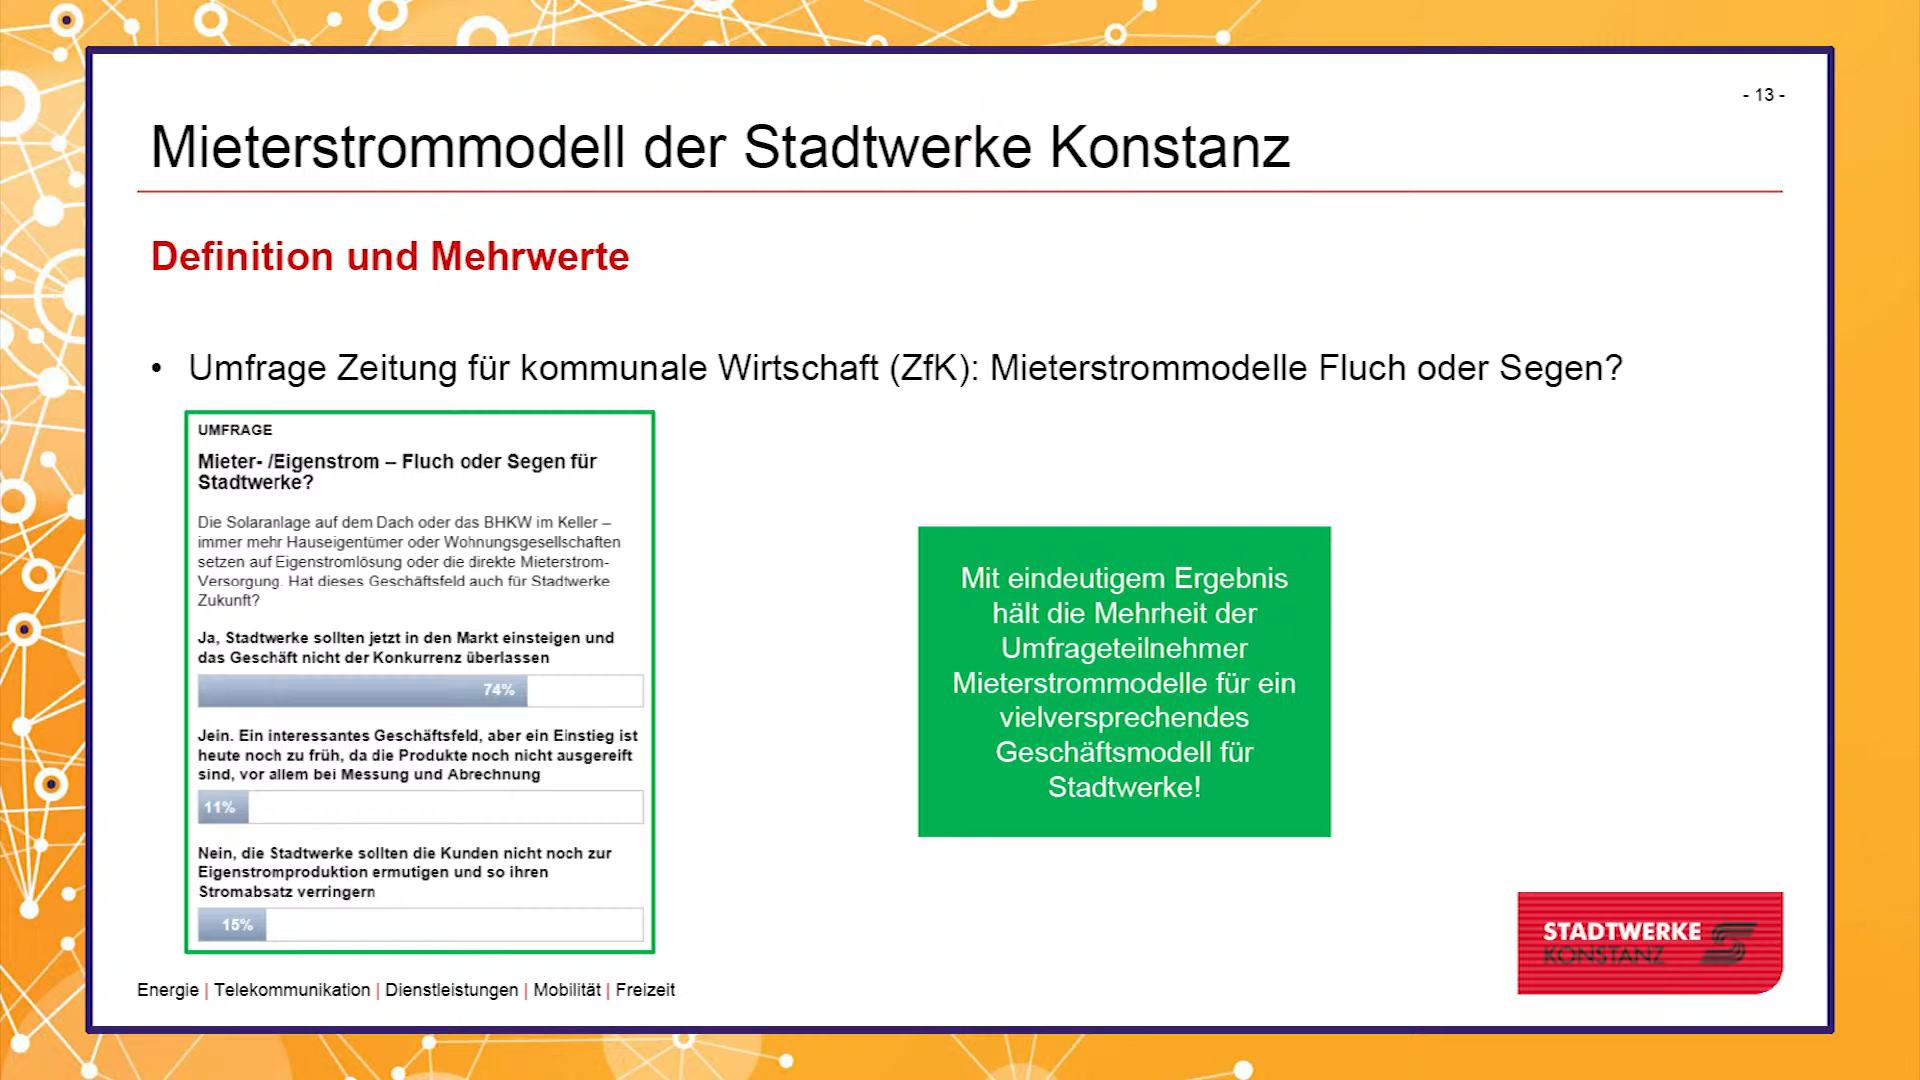 - 13 -
Mieterstrommodell der Stadtwerke Konstanz
Definition und Mehrwerte
• Umfrage Zeitung für kommunale Wirtschaft (ZfK): Mieterstrommodelle Fluch oder Segen?
UMFRAGE
Mieter- /Eigenstrom – Fluch oder Segen für
Stadtwerke?
Die Solaranlage auf dem Dach oder das BHKW im Keller –
immer mehr Hauseigentümer oder Wohnungsgesellschaften
setzen auf Eigenstromlösung oder die direkte Mieterstrom-
Versorgung. Hat dieses Geschäftsfeld auch für Stadtwerke
Zukunft?
Ja, Stadtwerke sollten jetzt in den Markt einsteigen und
das Geschäft nicht der Konkurrenz überlassen
74%
Jein. Ein interessantes Geschäftsfeld, aber ein Einstieg ist
heute noch zu früh, da die Produkte noch nicht ausgereift
sind, vor allem bei Messung und Abrechnung
11%
Nein, die Stadtwerke sollten die Kunden nicht noch zur
Eigenstromproduktion ermutigen und so ihren
Stromabsatz verringern
15%
Mit eindeutigem Ergebnis
hält die Mehrheit der
Umfrageteilnehmer
Mieterstrommodelle für ein
vielversprechendes
Geschäftsmodell für
Stadtwerke!
STADTWERKE
KONSTANZ
Energie | Telekommunikation | Dienstleistungen | Mobilität | Freizeit